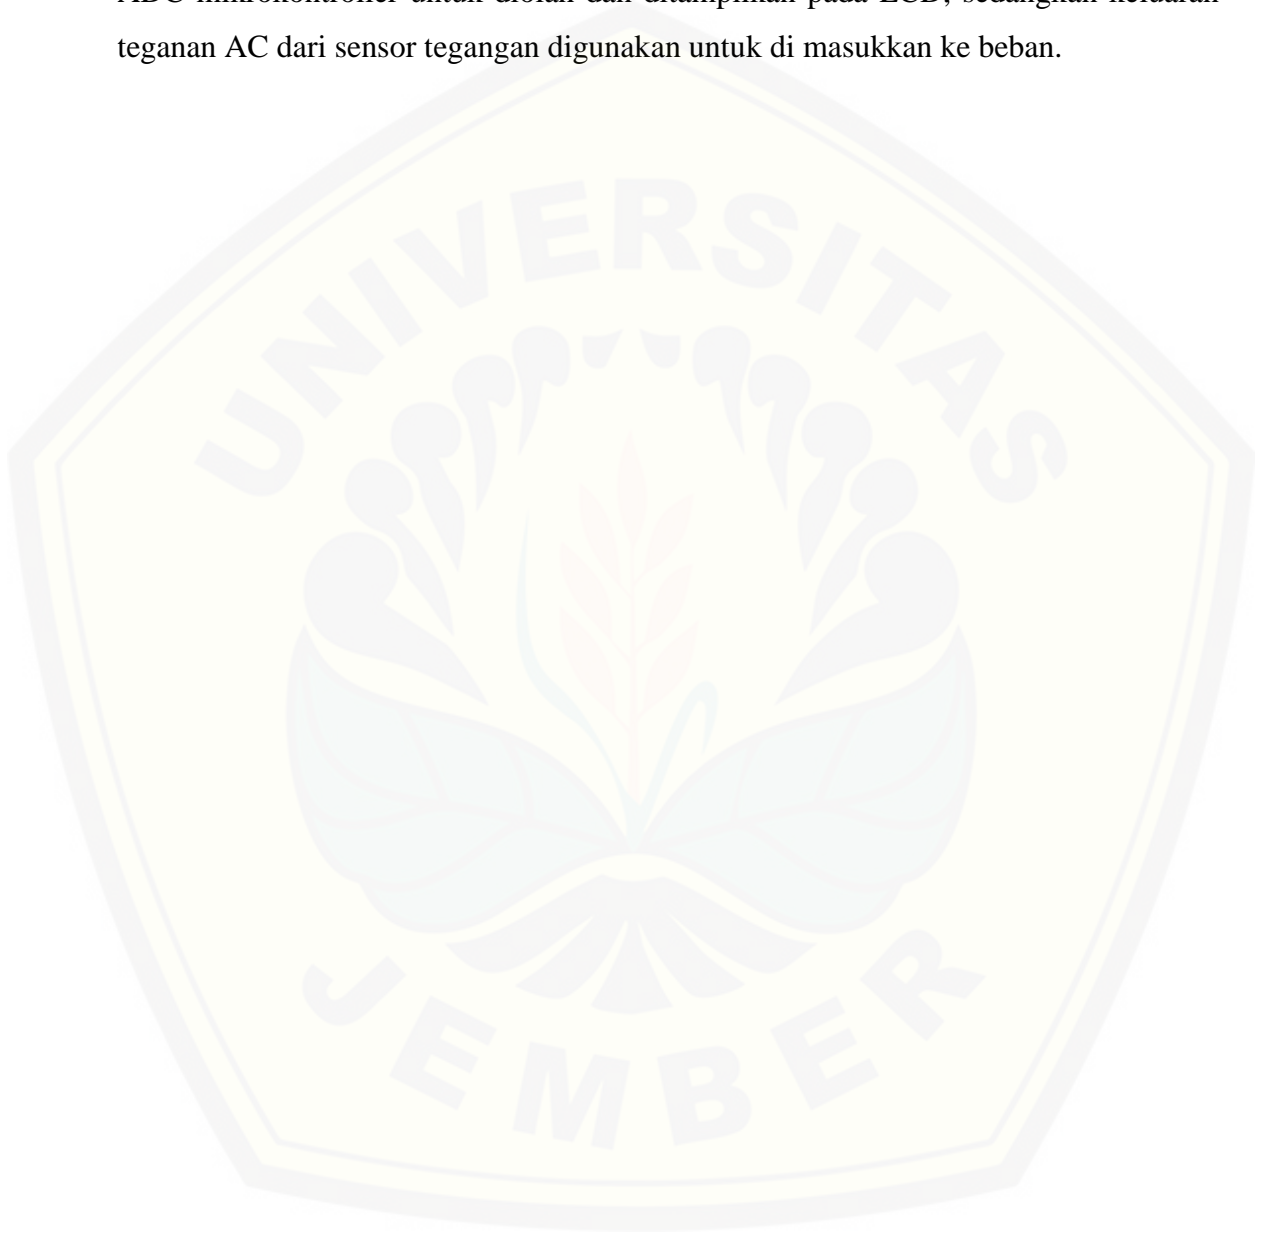 ADC mikrokontroller untuk diolah dan ditampilkan pada LCD, sedangkan keluaran
teganan AC dari sensor tegangan digunakan untuk di masukkan ke beban.
UNIVERSITAS
JEMBER